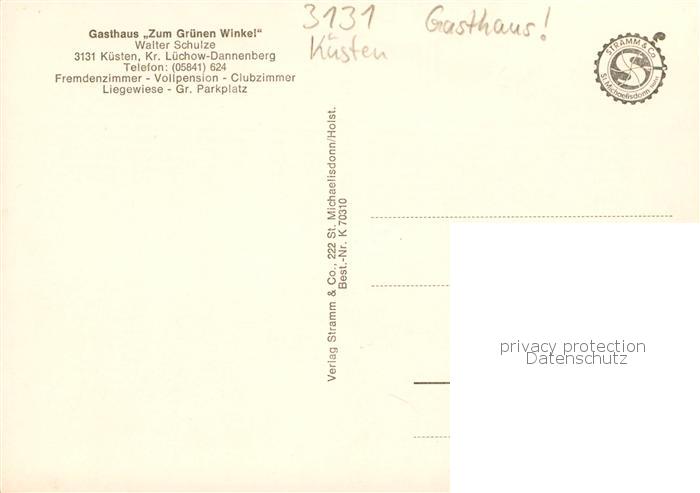 Gasthaus „Zum Grünen Winkel“
Walter Schulze
3131 Küsten, Kr. Lüchow-Dannenberg
Telefon: (05841) 624
Fremdenzimmer - Vollpension - Clubzimmer
Liegewiese - Gr. Parkplatz
3131 Gasthaus!
Küsten
STRAMM & Co.
St. Michaelisdonn
Verlag Stramm & Co., 222 St. Michaelisdonn/Holst.
Best.-Nr. K 70310
privacy protection
Datenschutz